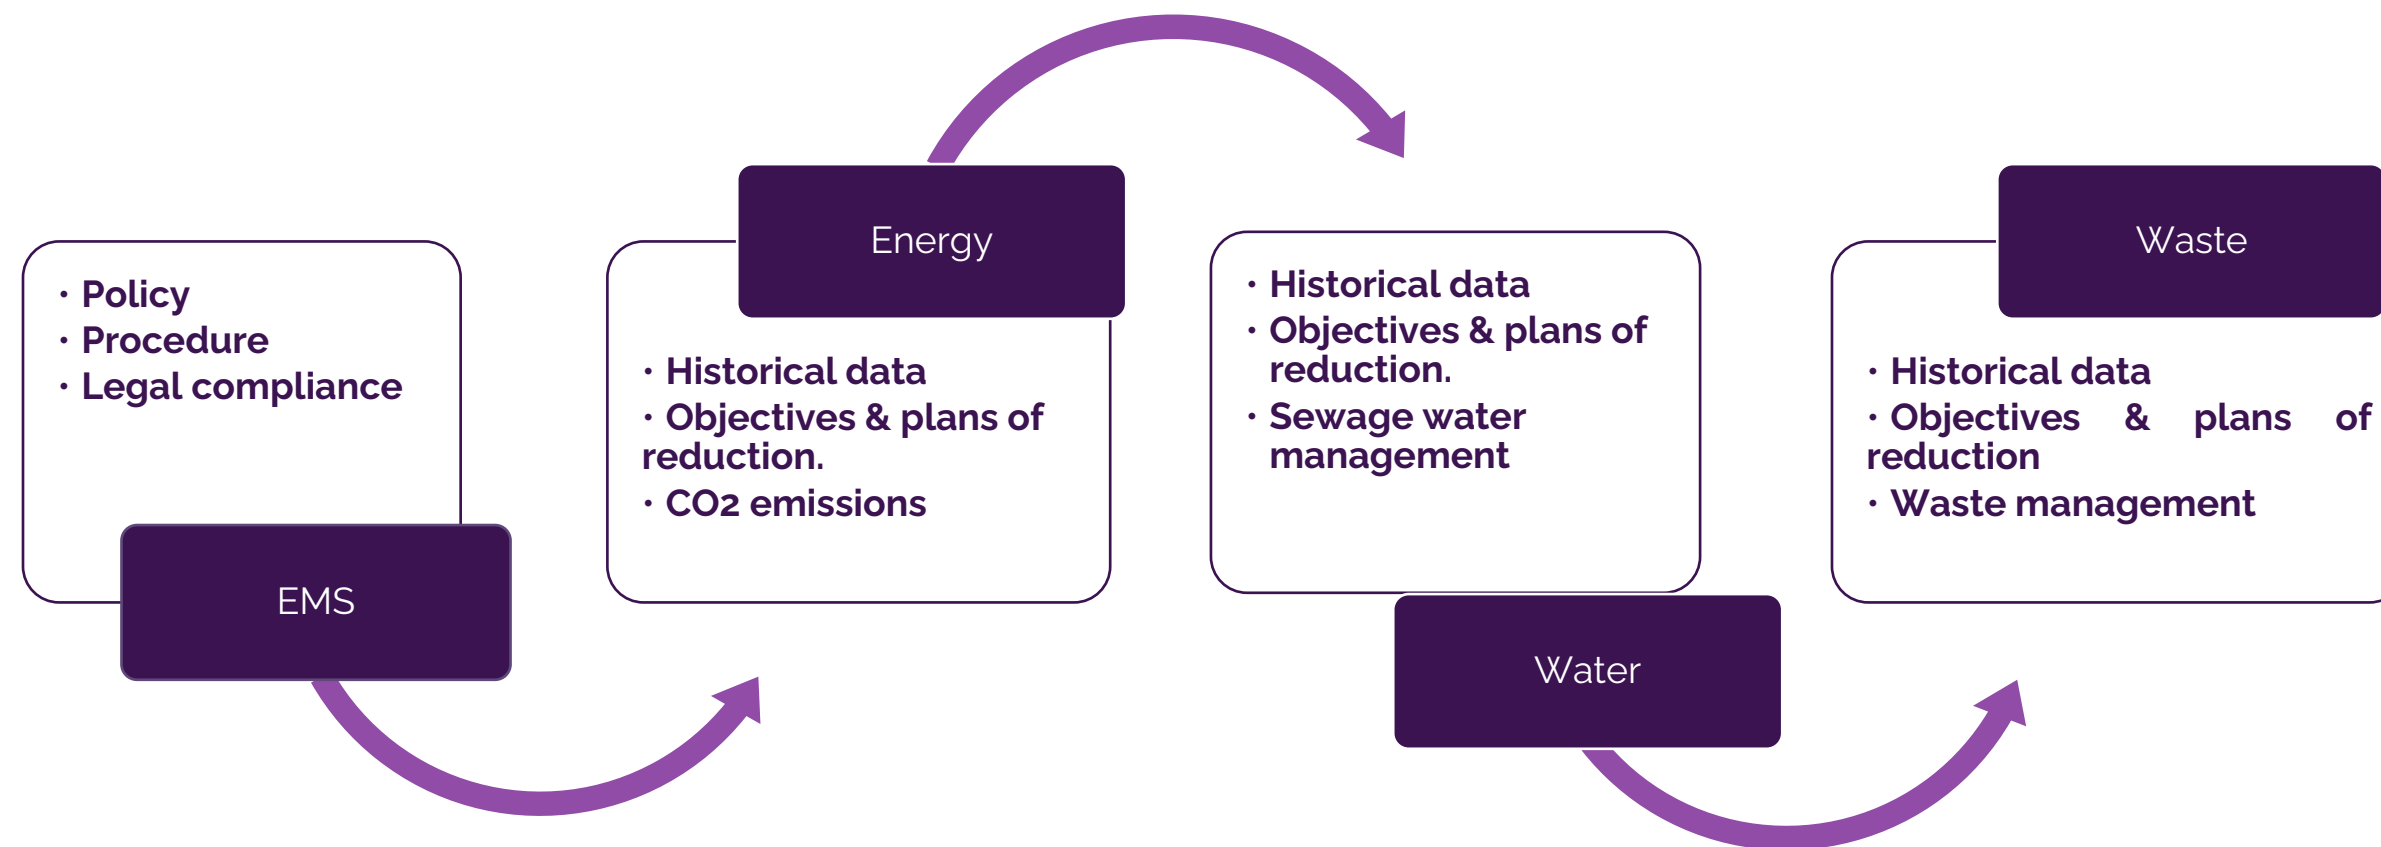 · Policy
· Procedure
· Legal compliance
EMS
Energy
· Historical data
· Objectives & plans of
reduction.
· CO2 emissions
· Historical data
· Objectives & plans of
reduction.
· Sewage water
management
Water
Waste
· Historical data
· Objectives & plans of
reduction
· Waste management